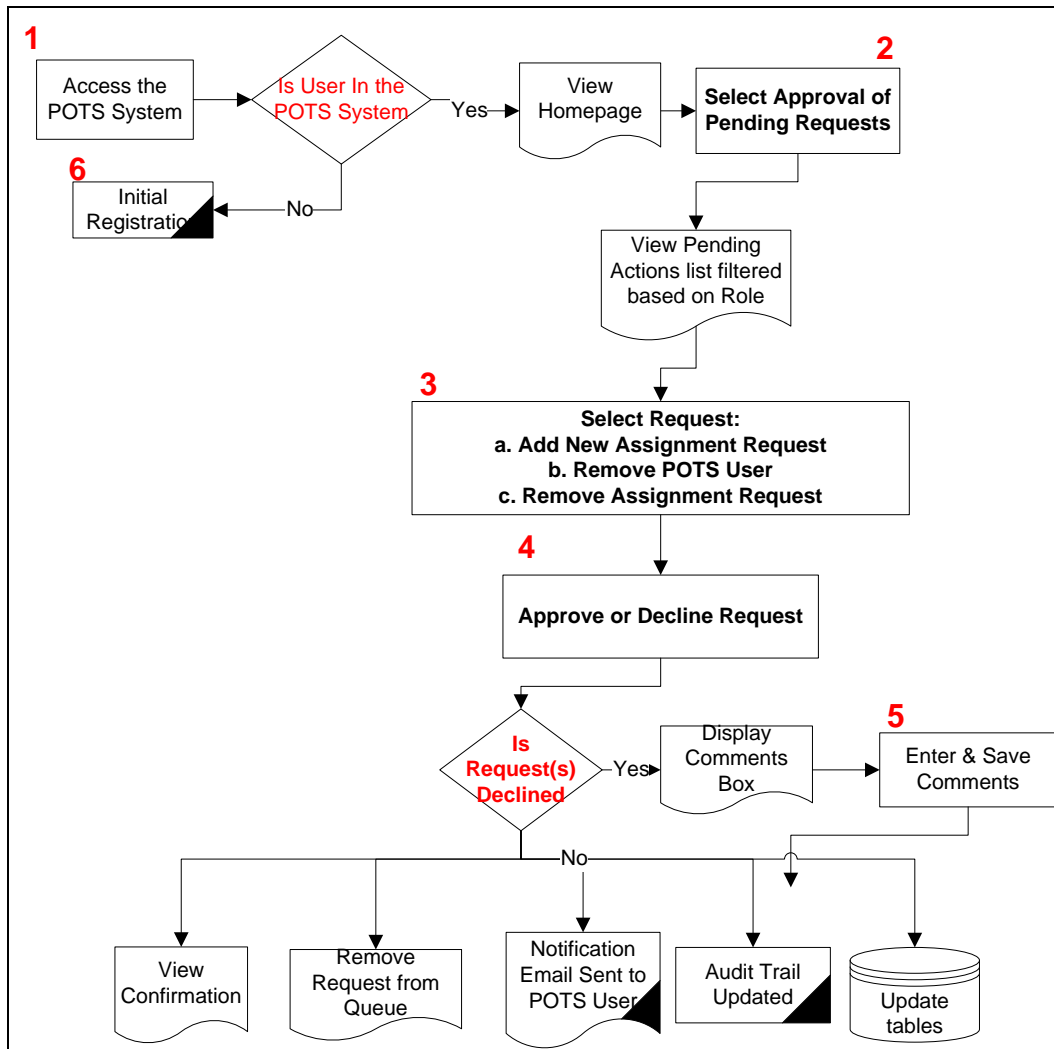 1
Access the
POTS System
Is User In the
POTS System
Yes
View
Homepage
2
Select Approval of
Pending Requests
6
Initial
Registration
No
View Pending
Actions list filtered
based on Role
3
Select Request:
a. Add New Assignment Request
b. Remove POTS User
c. Remove Assignment Request
4
Approve or Decline Request
Is
Request(s)
Declined
Yes
Display
Comments
Box
5
Enter & Save
Comments
No
View
Confirmation
Remove
Request from
Queue
Notification
Email Sent to
POTS User
Audit Trail
Updated
Update
tables